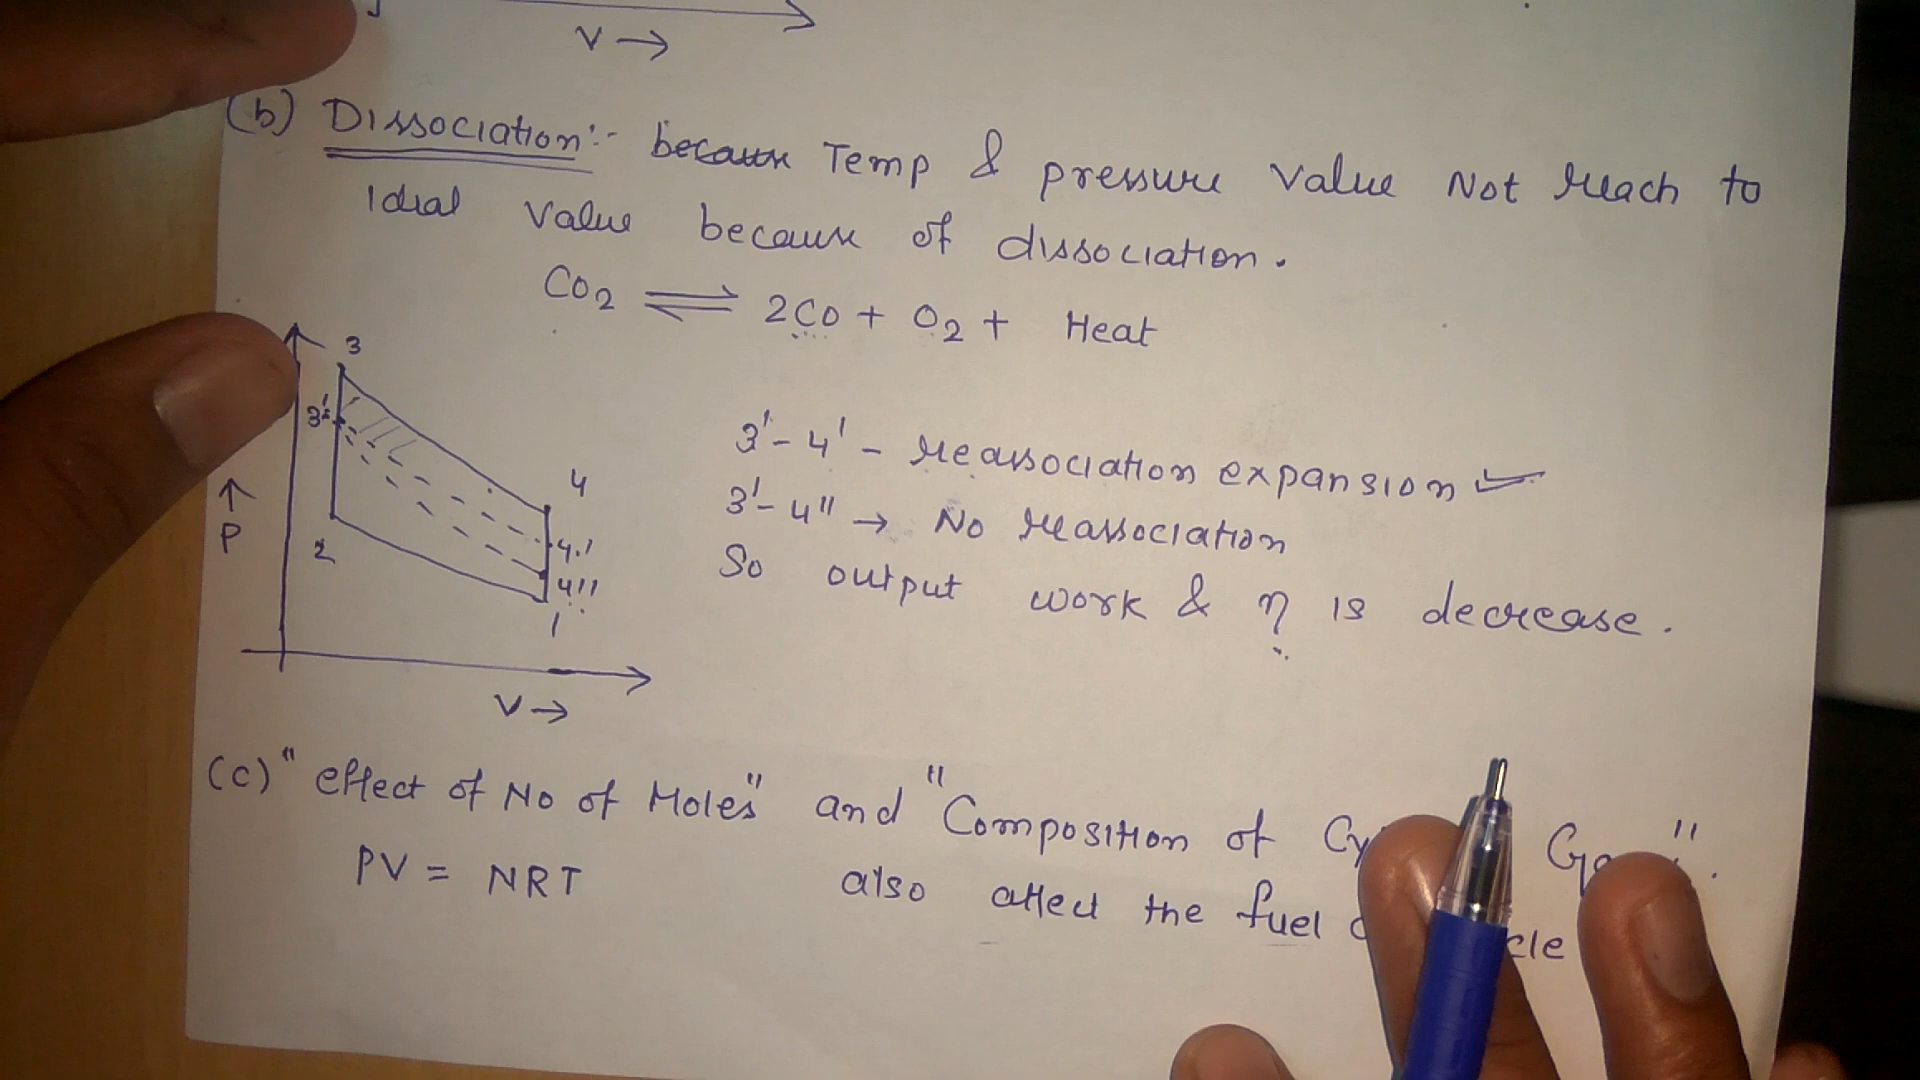 V →
(b) Dissociation:- because Temp & pressure value Not reach to
Ideal value because of dissociation.
CO2 ⇌ 2CO + O2 + Heat
3
3'
4
4'
4''
2
1
↑
P
V →
3'-4' - reassociation expansion ✓
3'-4'' → No reassociation
So output work & η is decrease.
(c) "effect of No of Moles" and "Composition of
PV = NRT
also affect the fuel